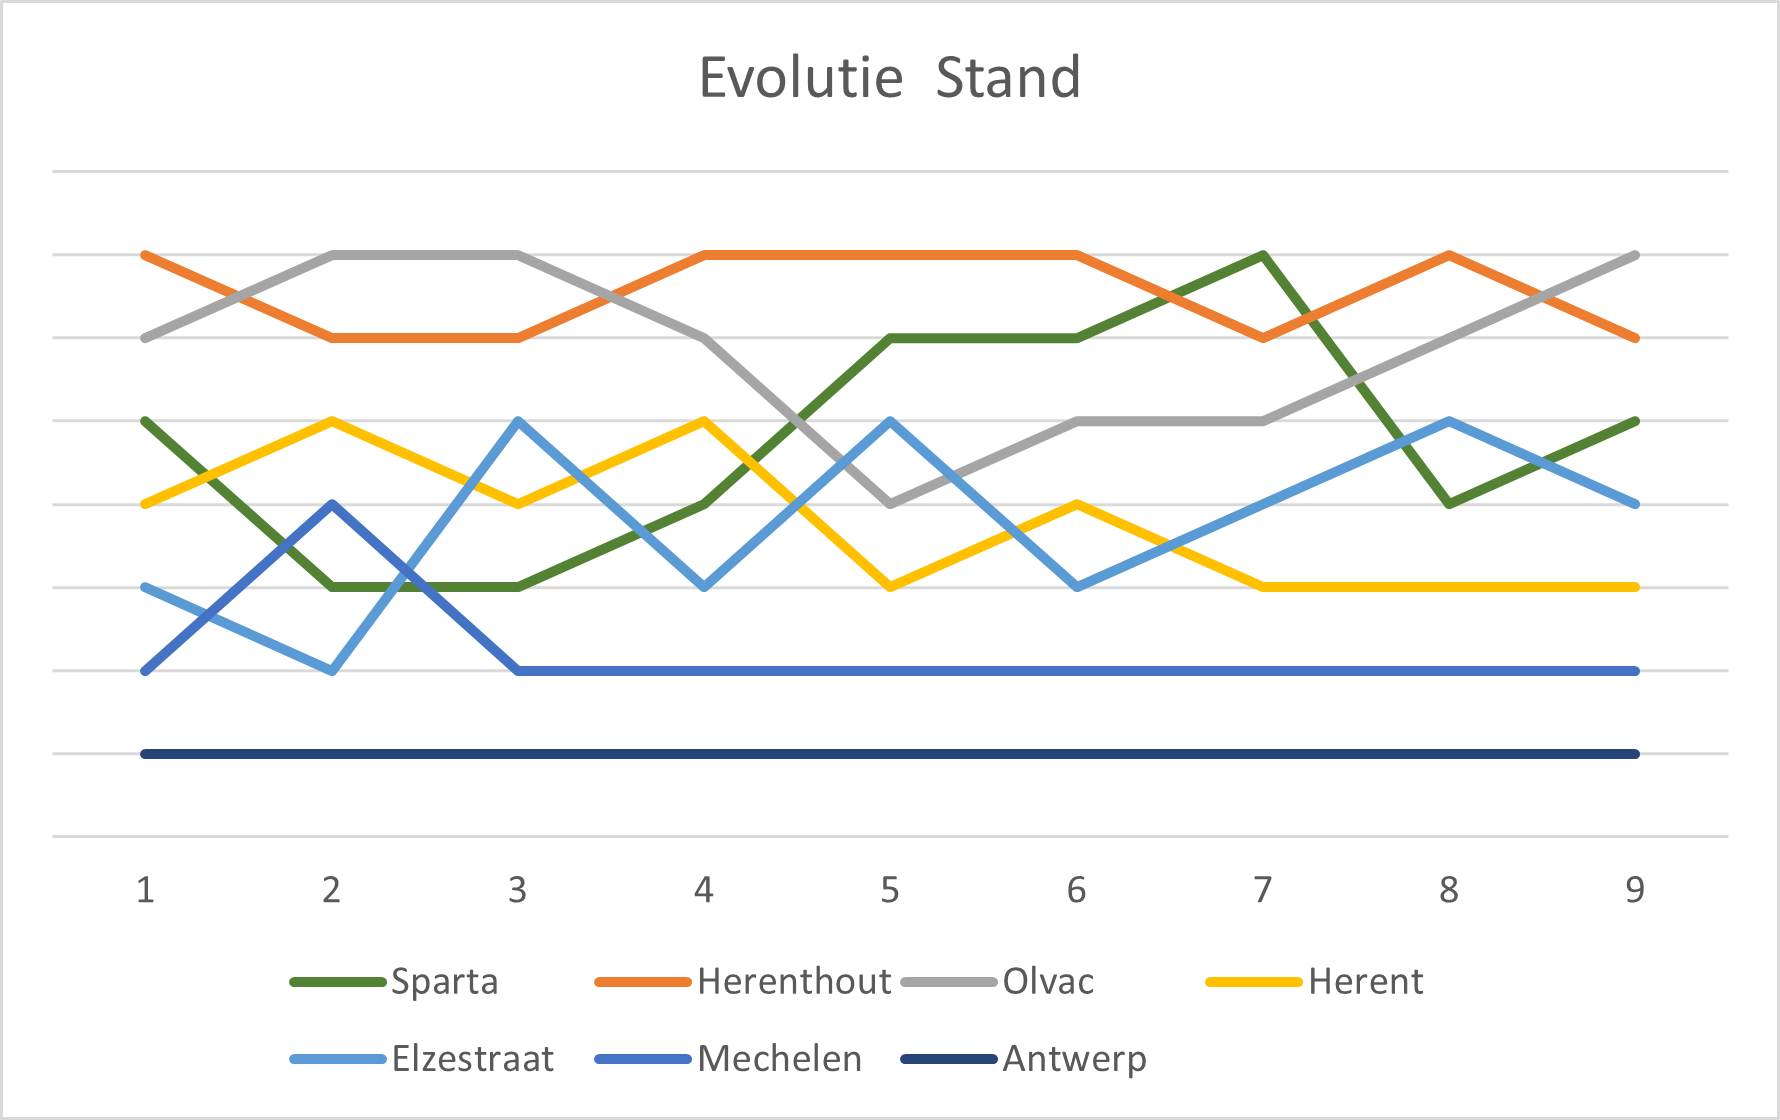 Evolutie Stand
1 2 3 4 5 6 7 8 9
Sparta Herenthout Olvac Herent
Elzestraat Mechelen Antwerp